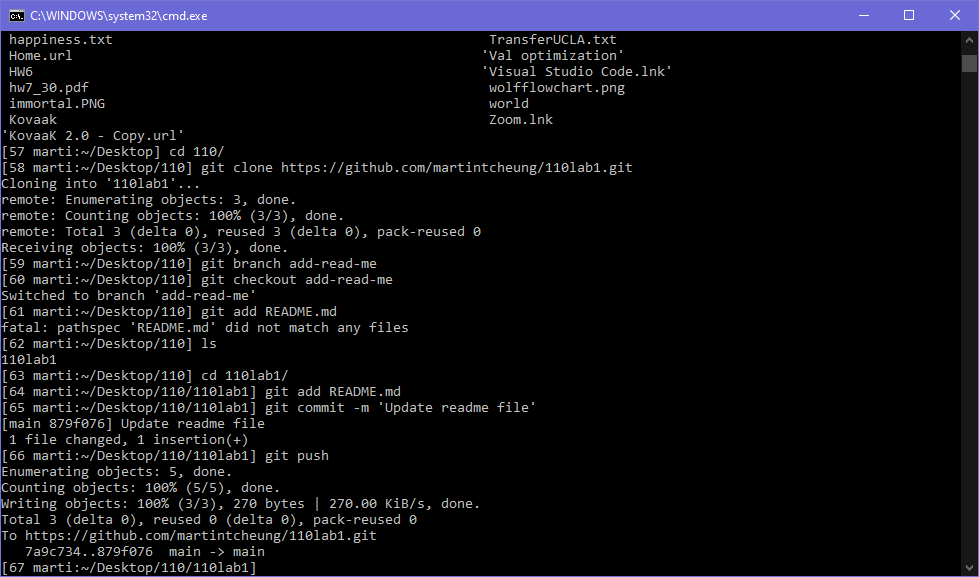 C:\WINDOWS\system32\cmd.exe
happiness.txt TransferUCLA.txt
Home.url 'Val optimization'
HW6 'Visual Studio Code.lnk'
hw7_30.pdf wolfflowchart.png
immortal.PNG world
Kovaak Zoom.lnk
'KovaaK 2.0 - Copy.url'
[57 marti:~/Desktop] cd 110/
[58 marti:~/Desktop/110] git clone https://github.com/martintcheung/110lab1.git
Cloning into '110lab1'...
remote: Enumerating objects: 3, done.
remote: Counting objects: 100% (3/3), done.
remote: Total 3 (delta 0), reused 3 (delta 0), pack-reused 0
Receiving objects: 100% (3/3), done.
[59 marti:~/Desktop/110] git branch add-read-me
[60 marti:~/Desktop/110] git checkout add-read-me
Switched to branch 'add-read-me'
[61 marti:~/Desktop/110] git add README.md
fatal: pathspec 'README.md' did not match any files
[62 marti:~/Desktop/110] ls
110lab1
[63 marti:~/Desktop/110] cd 110lab1/
[64 marti:~/Desktop/110/110lab1] git add README.md
[65 marti:~/Desktop/110/110lab1] git commit -m 'Update readme file'
[main 879f076] Update readme file
1 file changed, 1 insertion(+)
[66 marti:~/Desktop/110/110lab1] git push
Enumerating objects: 5, done.
Counting objects: 100% (5/5), done.
Writing objects: 100% (3/3), 270 bytes | 270.00 KiB/s, done.
Total 3 (delta 0), reused 0 (delta 0), pack-reused 0
To https://github.com/martintcheung/110lab1.git
7a9c734..879f076 main -> main
[67 marti:~/Desktop/110/110lab1]